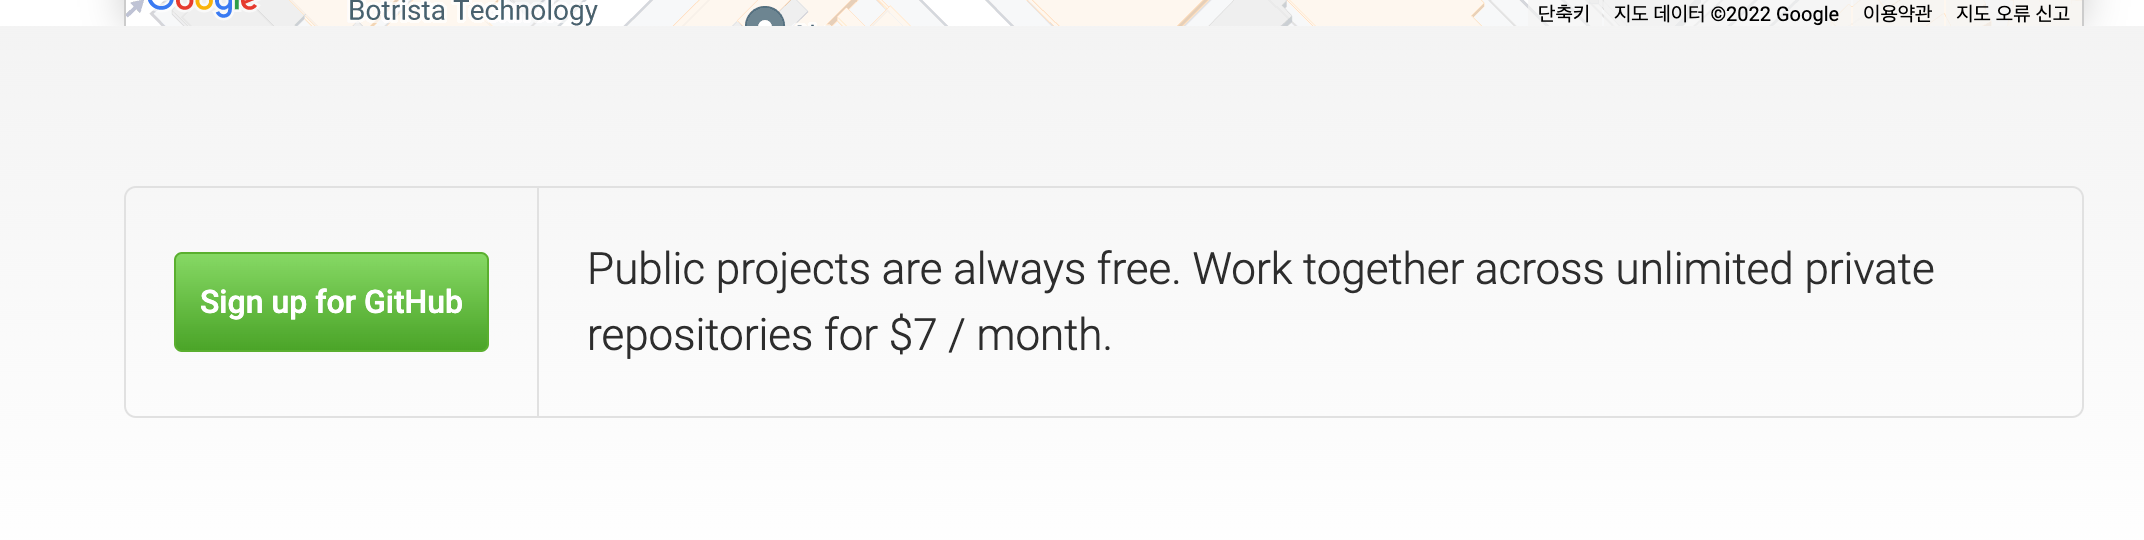 Google
Botrista Technology
단축키 지도 데이터 ©2022 Google 이용약관 지도 오류 신고
Sign up for GitHub
Public projects are always free. Work together across unlimited private
repositories for $7 / month.